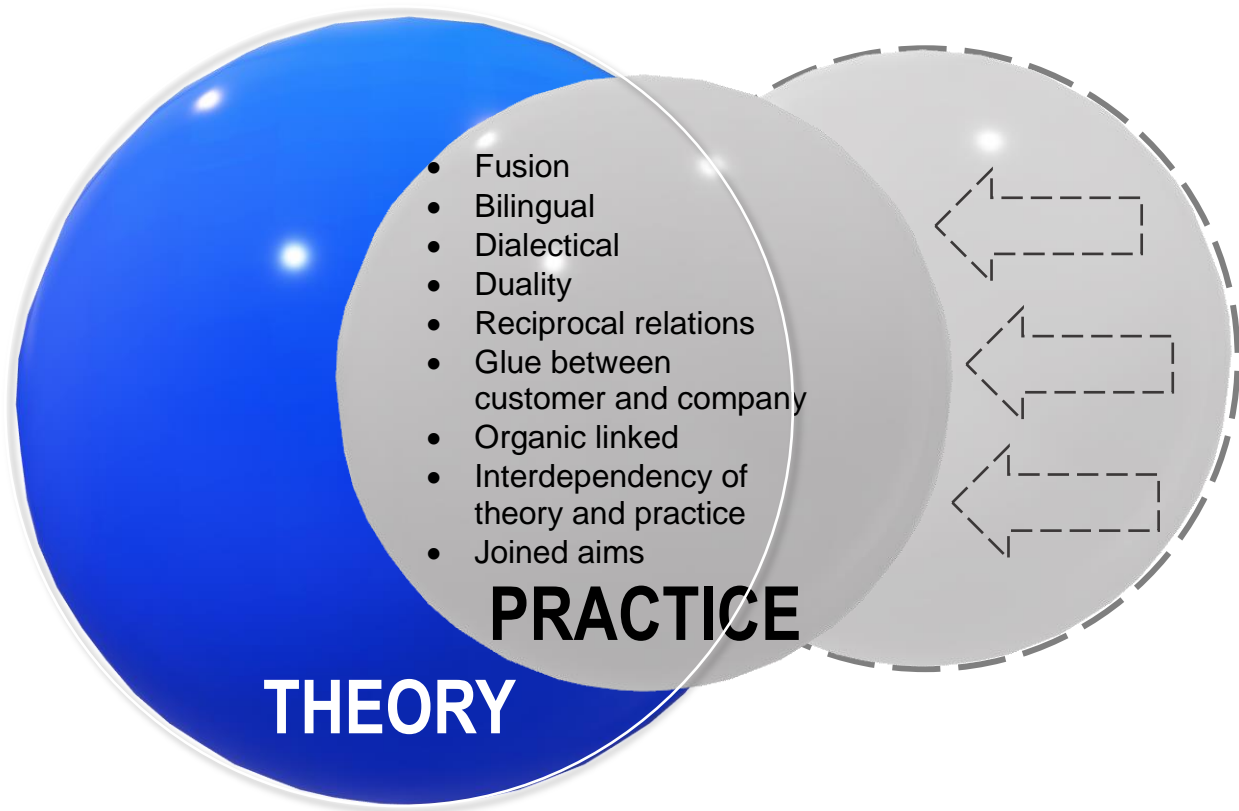 • Fusion
• Bilingual
• Dialectical
• Duality
• Reciprocal relations
• Glue between
customer and company
• Organic linked
• Interdependency of
theory and practice
• Joined aims
PRACTICE
THEORY